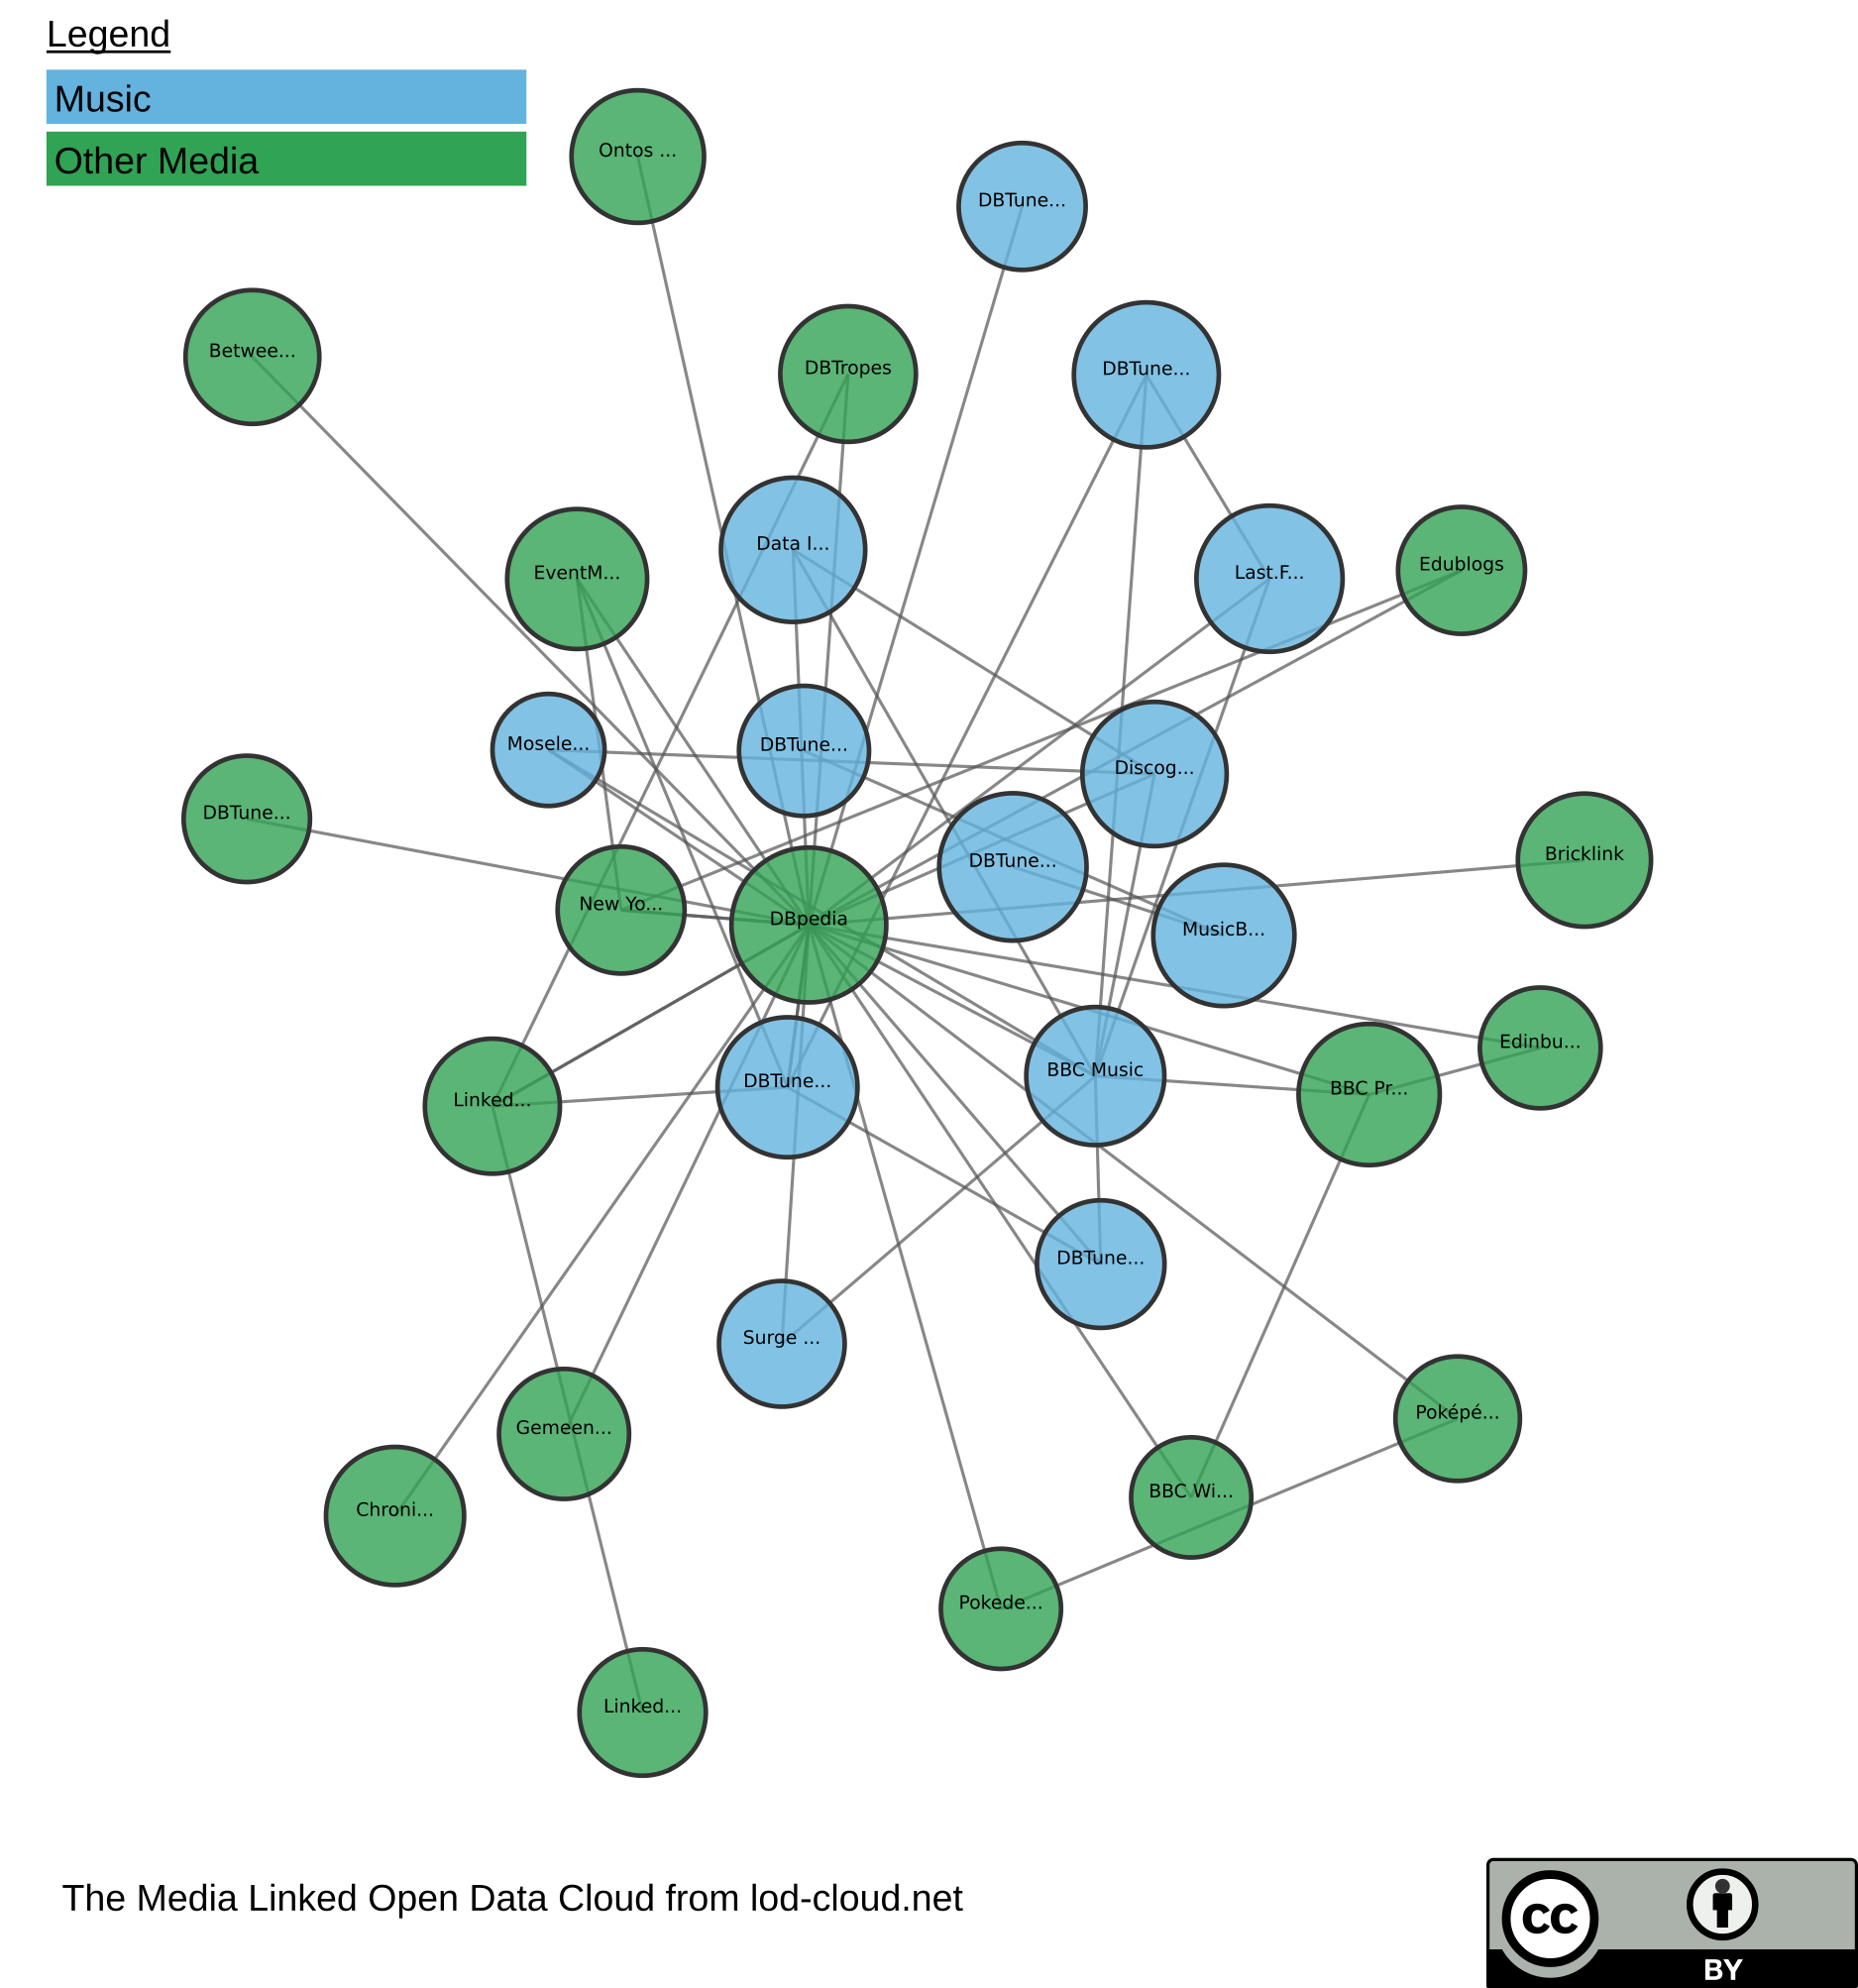 Legend
Music
Other Media
Ontos ...
DBTune...
Betwee...
DBTropes
DBTune...
Data I...
EventM...
Last.F...
Edublogs
Mosele...
DBTune...
Discog...
DBTune...
DBTune...
Bricklink
New Yo...
DBpedia
MusicB...
Edinbu...
BBC Music
DBTune...
BBC Pr...
Linked...
DBTune...
Surge ...
Poképé...
Gemeen...
BBC Wi...
Chroni...
Pokede...
Linked...
The Media Linked Open Data Cloud from lod-cloud.net
cc
BY